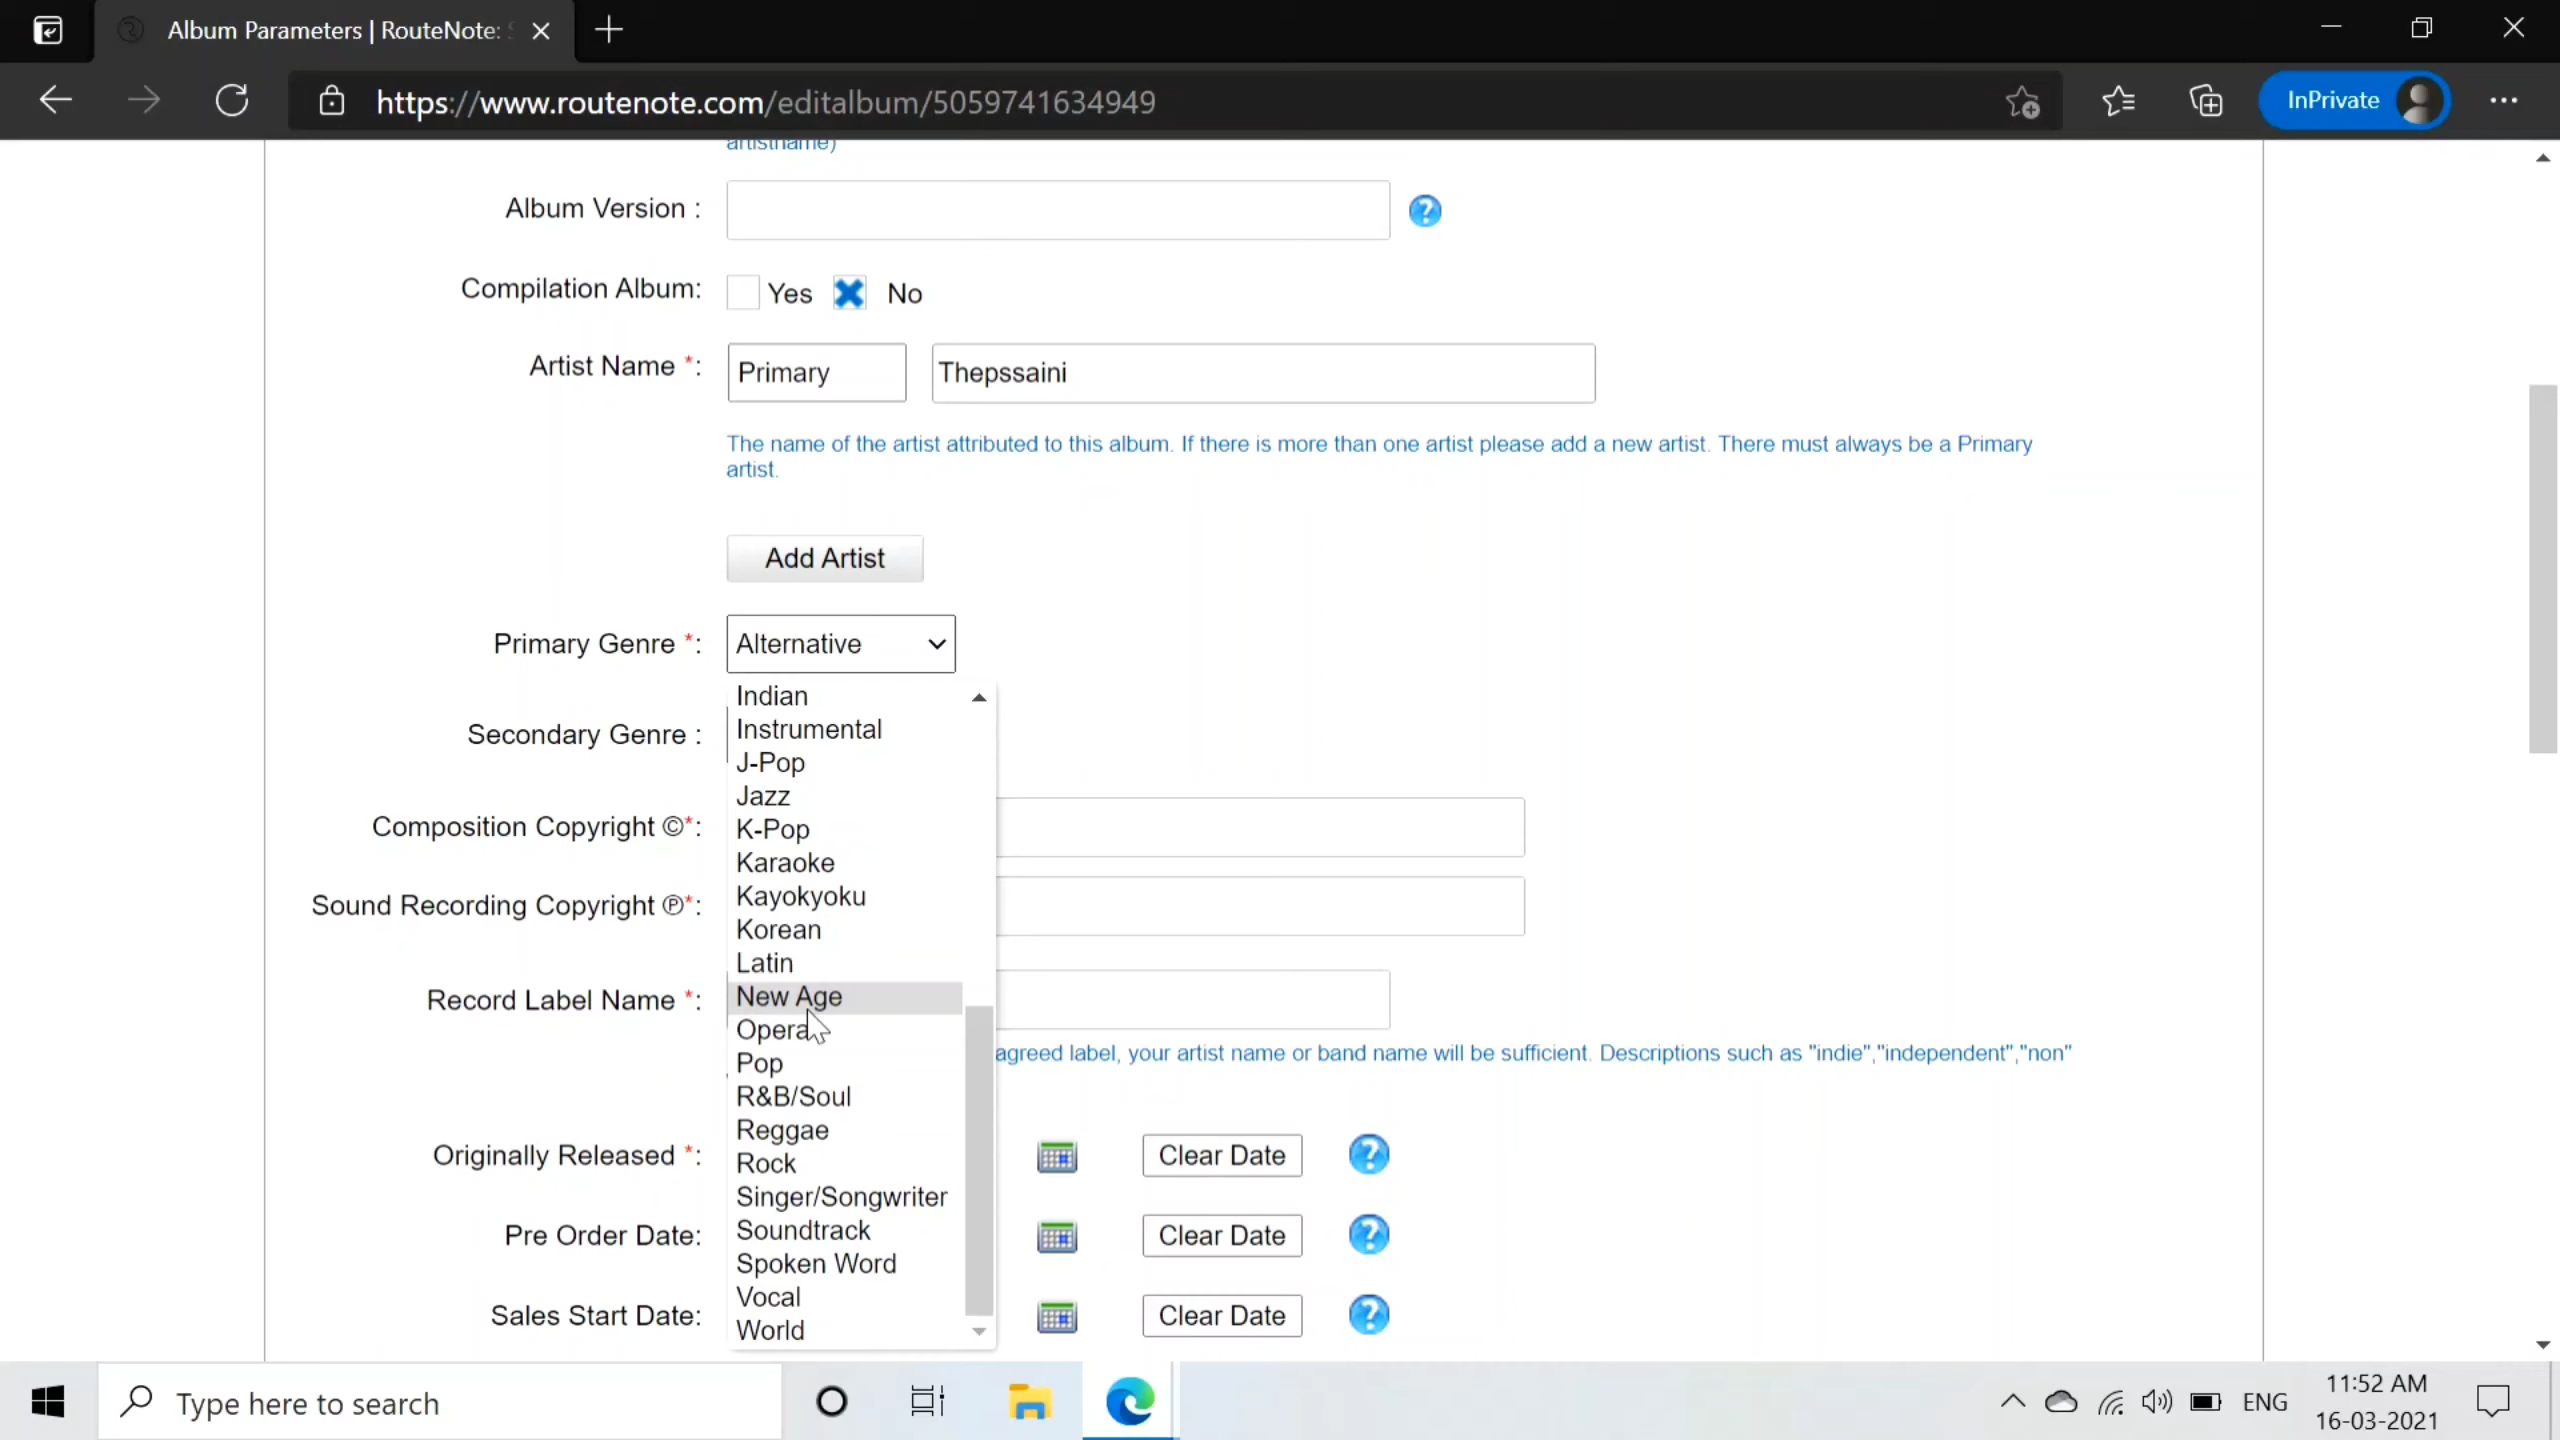 Album Parameters | RouteNote: S
https://www.routenote.com/editalbum/5059741634949
InPrivate
artistname)
Album Version :
Compilation Album: Yes No
Artist Name *: Primary Thepssaini
The name of the artist attributed to this album. If there is more than one artist please add a new artist. There must always be a Primary
artist.
Add Artist
Primary Genre *: Alternative
Indian
Instrumental
Secondary Genre :
J-Pop
Jazz
Composition Copyright ©*:
K-Pop
Karaoke
Kayokyoku
Sound Recording Copyright ℗*:
Korean
Latin
New Age
Record Label Name *:
Opera
agreed label, your artist name or band name will be sufficient. Descriptions such as "indie","independent","non"
Pop
R&B/Soul
Reggae
Originally Released *: Clear Date
Rock
Singer/Songwriter
Soundtrack
Pre Order Date: Clear Date
Spoken Word
Vocal
Sales Start Date: Clear Date
World
Type here to search
ENG
11:52 AM
16-03-2021